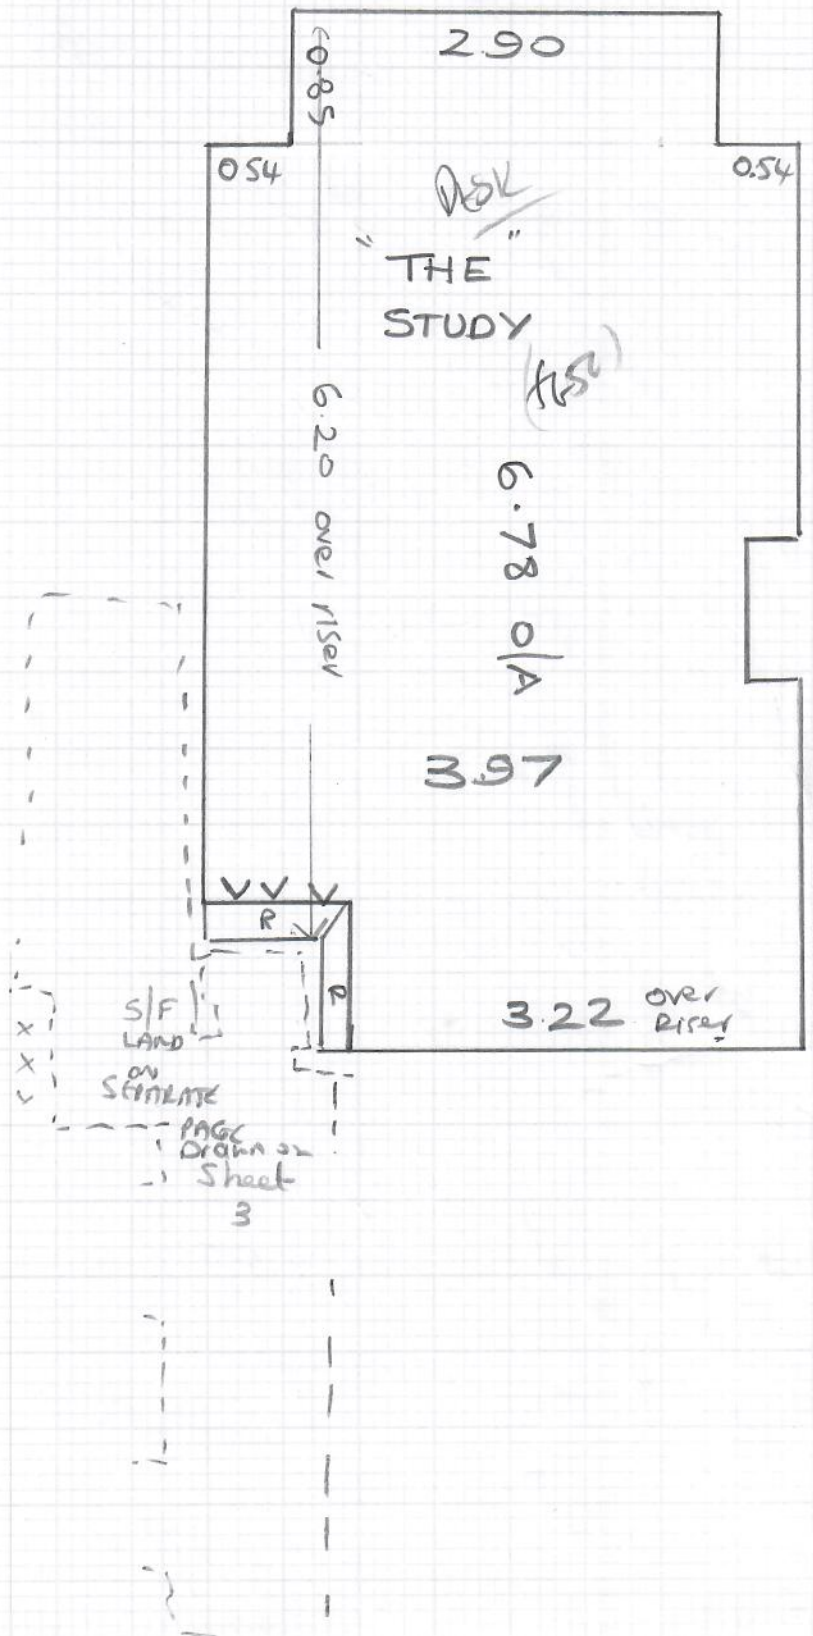 2.90
0.85
0.54
0.54
Desk
" THE "
STUDY
6.20 over riser
6.78 O/A
3.97
R
R
3.22 over
Riser
S/F
LAND
on
SEPARATE
PAGE
Drawn on
Sheet
3
x
x